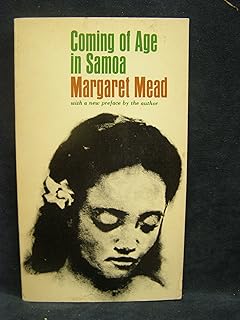 Coming of Age
in Samoa
Margaret Mead
with a new preface by the author